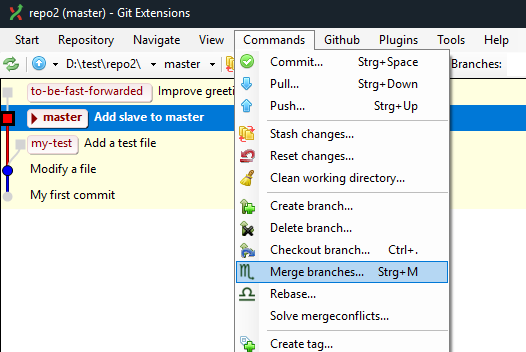 repo2 (master) - Git Extensions
Start Repository Navigate View Commands Github Plugins Tools Help
D:\test\repo2\ master Branches:
to-be-fast-forwarded Improve greeti
master Add slave to master
my-test Add a test file
Modify a file
My first commit
Commit... Strg+Space
Pull... Strg+Down
Push... Strg+Up
Stash changes...
Reset changes...
Clean working directory...
Create branch...
Delete branch...
Checkout branch... Ctrl+.
Merge branches... Strg+M
Rebase...
Solve mergeconflicts...
Create tag...